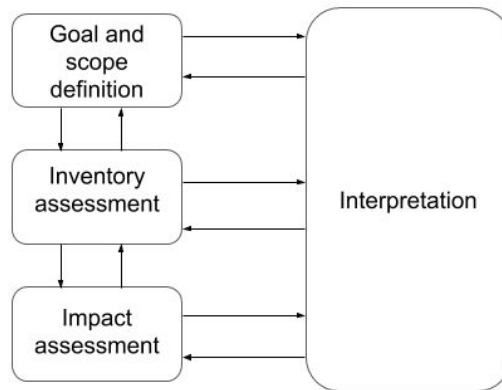 Goal and
scope
definition
Inventory
assessment
Interpretation
Impact
assessment